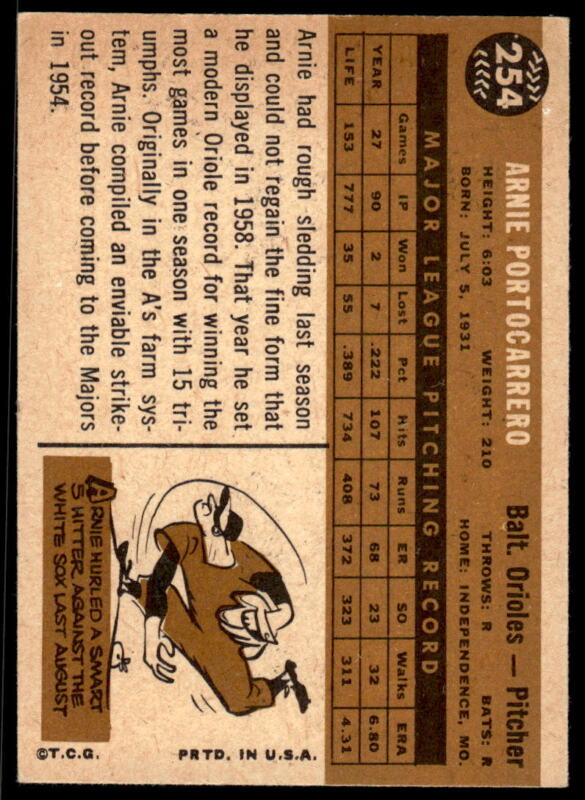 254
ARNIE PORTOCARRERO Balt. Orioles — Pitcher
HEIGHT: 6:03 WEIGHT: 210 THROWS: R BATS: R
BORN: JULY 5, 1931 HOME: INDEPENDENCE, MO.
MAJOR LEAGUE PITCHING RECORD
Games IP Won Lost Pct Hits Runs ER SO Walks ERA
YEAR 27 90 2 7 .222 107 73 68 23 32 6.80
LIFE 153 777 35 55 .389 734 408 372 323 311 4.31
Arnie had rough sledding last season
and could not regain the fine form that
he displayed in 1958. That year he set
a modern Oriole record for winning the
most games in one season with 15 tri-
umphs. Originally in the A's farm sys-
tem, Arnie compiled an enviable strike-
out record before coming to the Majors
in 1954.
ARNIE HURLED A SMART
5 HITTER AGAINST THE
WHITE SOX LAST AUGUST
©T.C.G. PRTD. IN U.S.A.